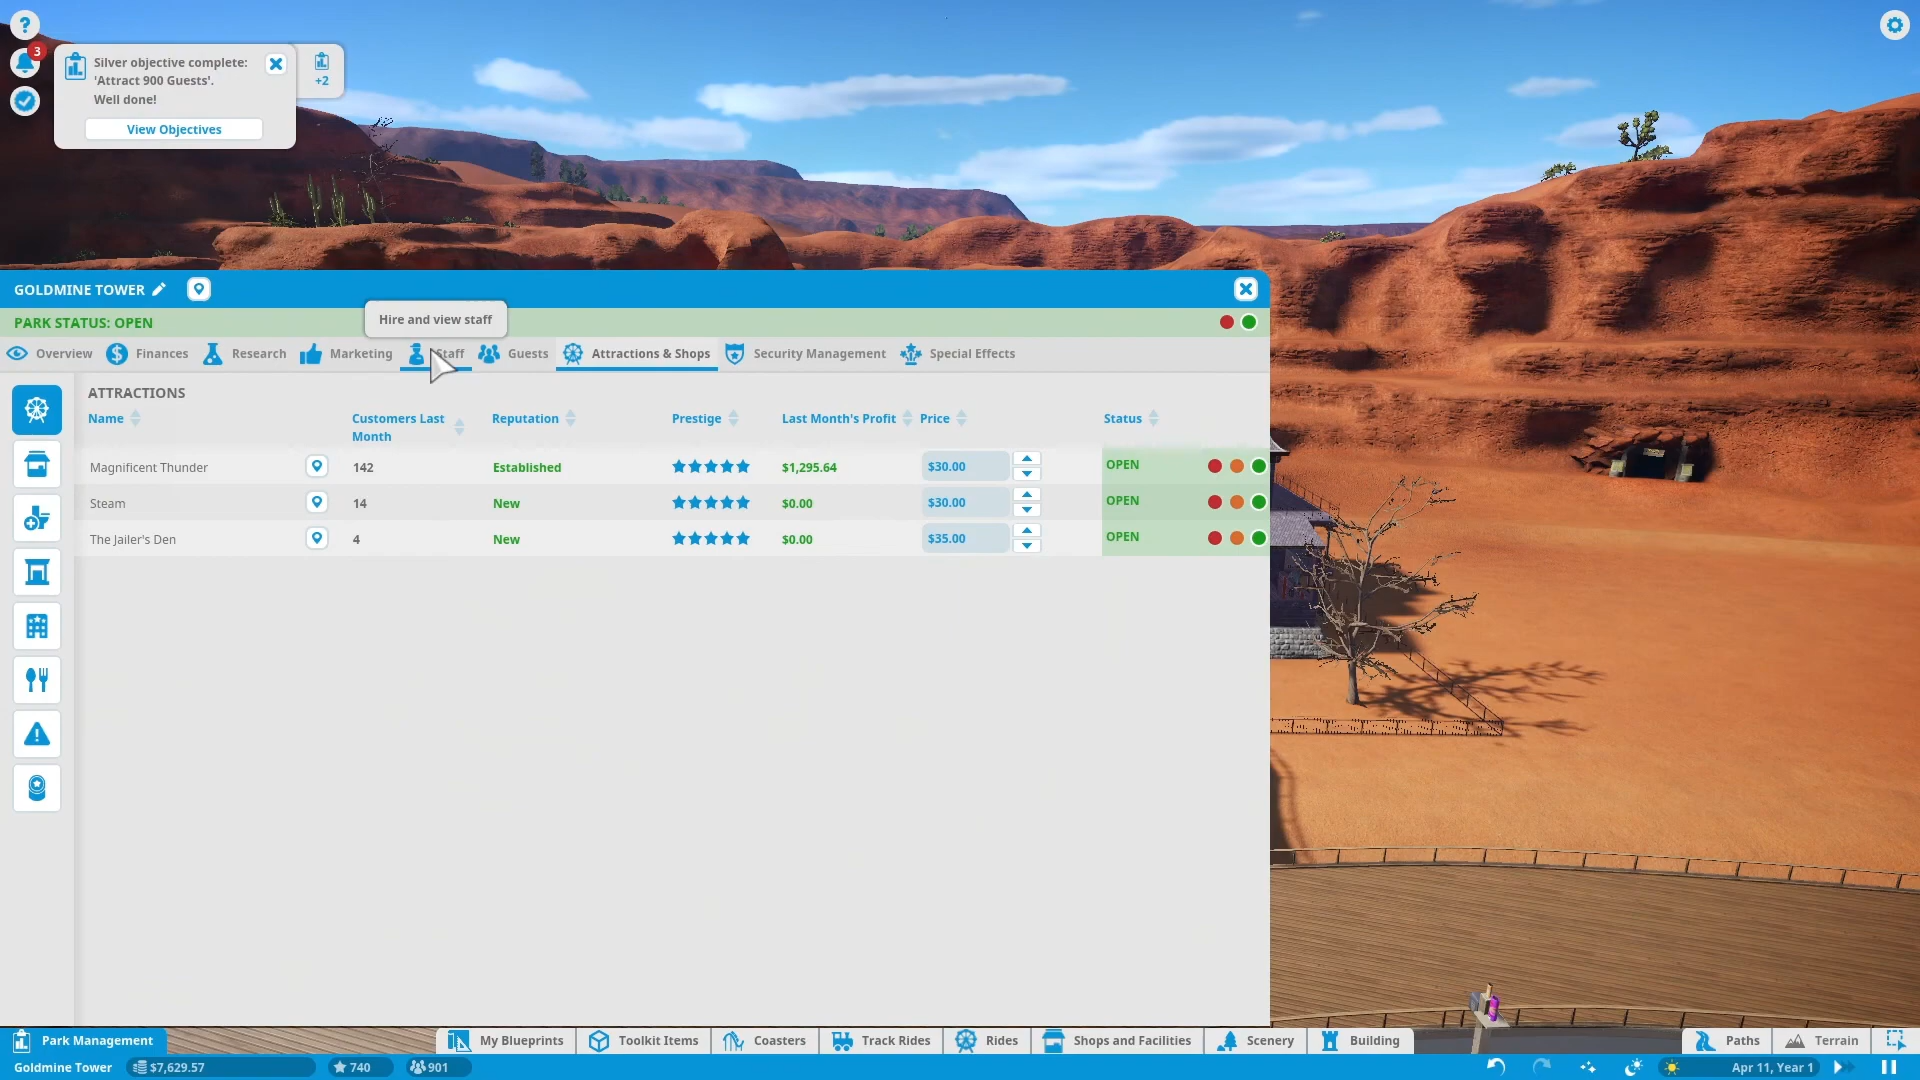 ?
3
Silver objective complete:
'Attract 900 Guests'.
Well done!
View Objectives
+2
GOLDMINE TOWER
PARK STATUS: OPEN
Hire and view staff
Overview
Finances
Research
Marketing
Staff
Guests
Attractions & Shops
Security Management
Special Effects
ATTRACTIONS
Name
Customers Last
Month
Reputation
Prestige
Last Month's Profit
Price
Status
Magnificent Thunder 142 Established $1,295.64 $30.00 OPEN
Steam 14 New $0.00 $30.00 OPEN
The Jailer's Den 4 New $0.00 $35.00 OPEN
Park Management
My Blueprints
Toolkit Items
Coasters
Track Rides
Rides
Shops and Facilities
Scenery
Building
Paths
Terrain
Goldmine Tower
$7,629.57
740
901
Apr 11, Year 1